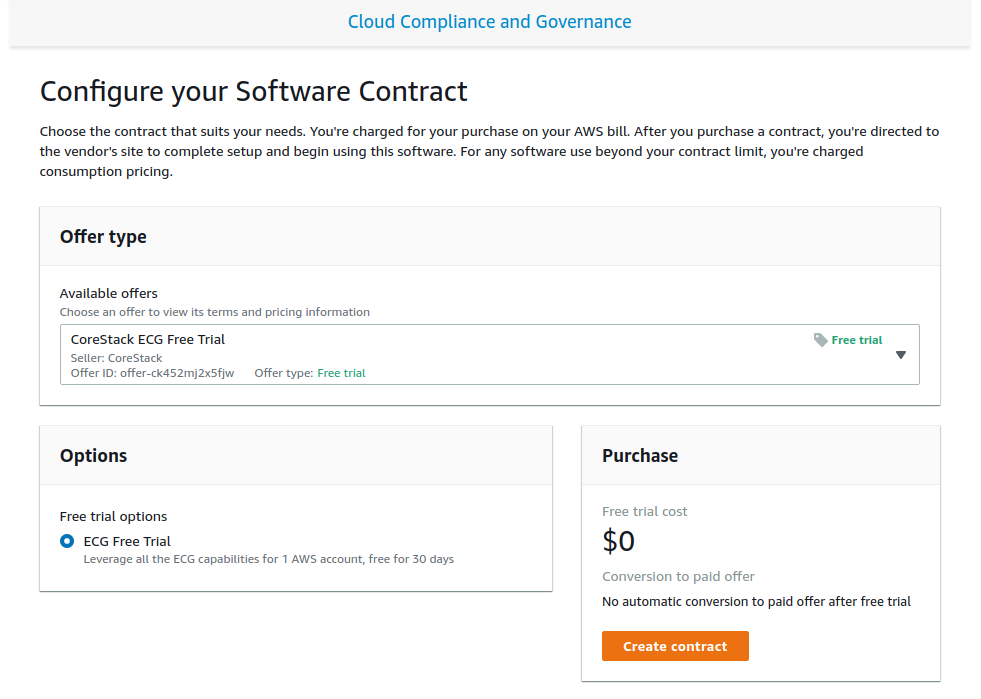 Cloud Compliance and Governance
Configure your Software Contract
Choose the contract that suits your needs. You're charged for your purchase on your AWS bill. After you purchase a contract, you're directed to
the vendor's site to complete setup and begin using this software. For any software use beyond your contract limit, you're charged
consumption pricing.
Offer type
Available offers
Choose an offer to view its terms and pricing information
CoreStack ECG Free Trial
Free trial
Seller: CoreStack
Offer ID: offer-ck452mj2x5fjw Offer type: Free trial
Options
Free trial options
ECG Free Trial
Leverage all the ECG capabilities for 1 AWS account, free for 30 days
Purchase
Free trial cost
$0
Conversion to paid offer
No automatic conversion to paid offer after free trial
Create contract